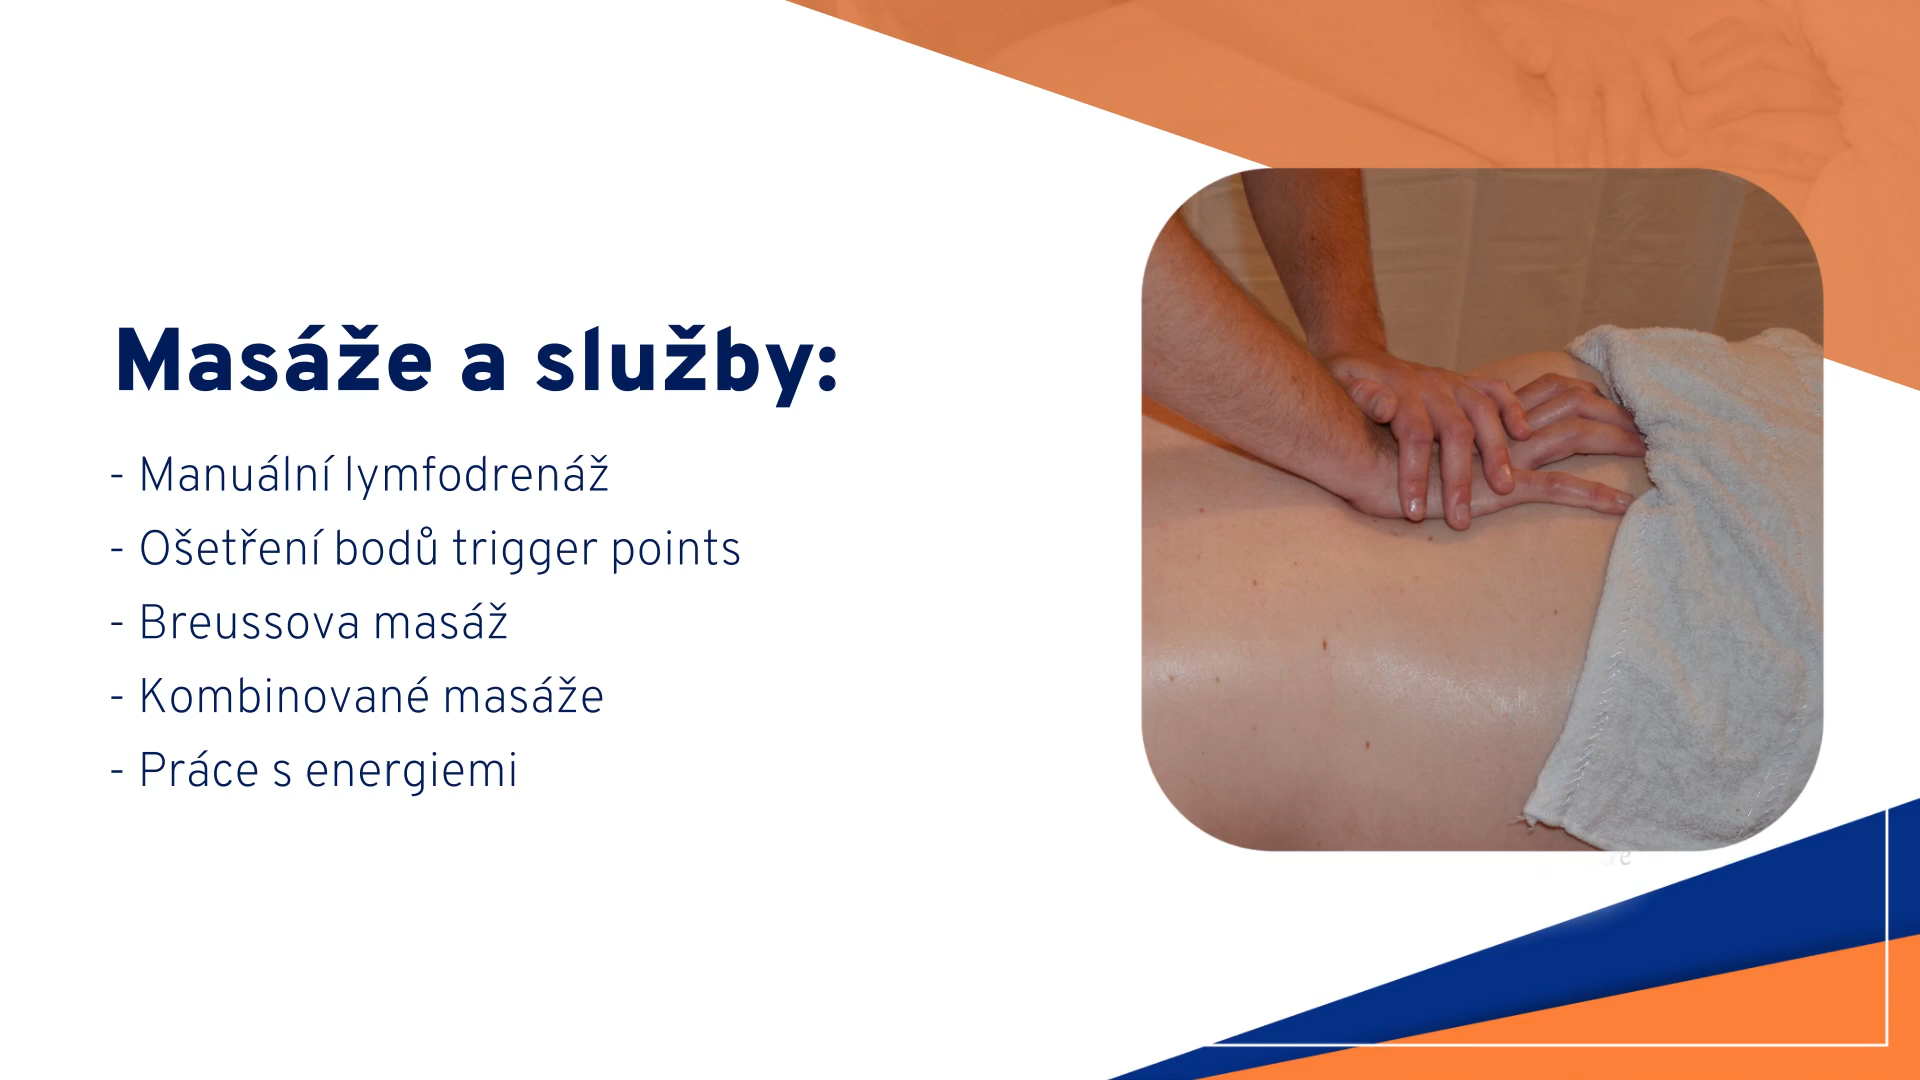 Masáže a služby:
- Manuální lymfodrenáž
- Ošetření bodů trigger points
- Breussova masáž
- Kombinované masáže
- Práce s energiemi